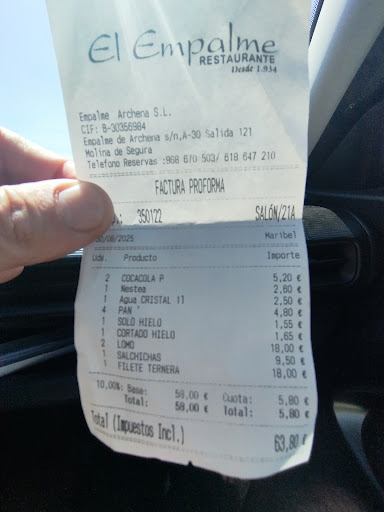 El Empalme
RESTAURANTE
Desde 1.934
Empalme Archena S.L.
CIF: B-30356984
Empalme de Archena s/n,A-30 Salida 121
Molina de Segura
Telefono Reservas :968 670 503/ 618 647 210
FACTURA PROFORMA
350122 SALÓN/21A
/06/2025 Maribel
Udv. Producto Importe
2 COCACOLA P 5,20 €
1 Nestea 2,60 €
1 Agua CRISTAL 1l 2,50 €
4 PAN 4,80 €
1 SOLO HIELO 1,55 €
1 CORTADO HIELO 1,65 €
2 LOMO 18,00 €
1 SALCHICHAS 9,50 €
1 FILETE TERNERA 18,00 €
10,00%: Base: 58,00 € Cuota: 5,80 €
Total: 58,00 € Total: 5,80 €
Total (Impuestos Incl.) 63,80 €